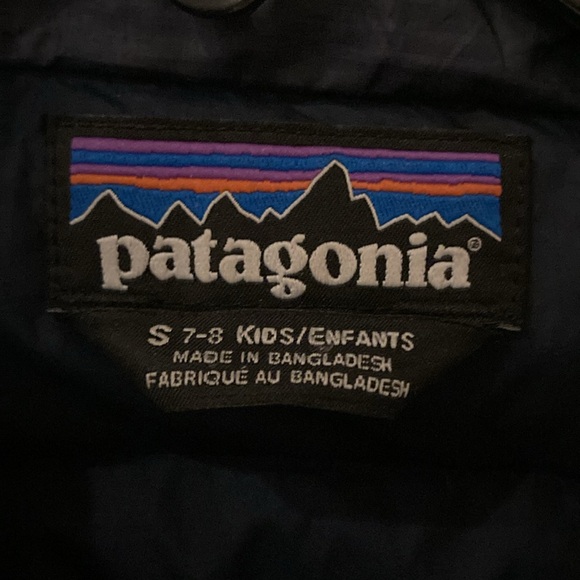 patagonia®
S 7-8 KIDS/ENFANTS
MADE IN BANGLADESH
FABRIQUÉ AU BANGLADESH